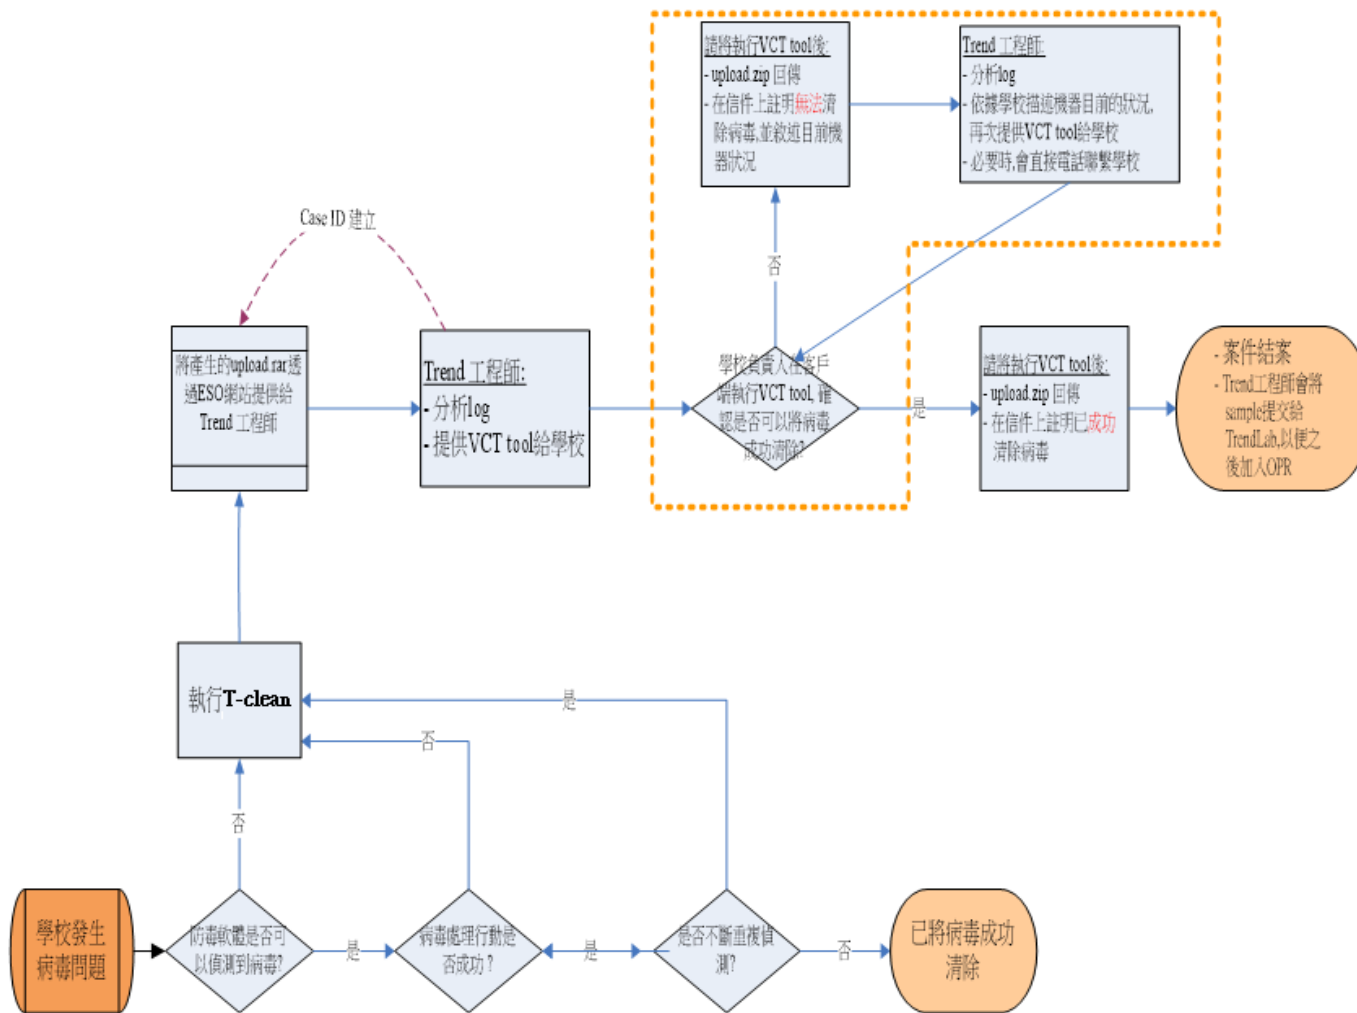 請將執行VCT tool後:
- upload.zip 回傳
- 在信件上註明無法清
除病毒,並敘述目前機
器狀況
Trend 工程師:
- 分析log
- 依據學校描述機器目前的狀況,
再次提供VCT tool給學校
- 必要時,會直接電話聯繫學校
Case ID 建立
否
將產生的upload.rar透
過ESO網站提供給
Trend 工程師
Trend 工程師:
- 分析log
- 提供VCT tool給學校
學校負責人在客戶
端執行VCT tool, 確
認是否可以將病毒
成功清除?
是
請將執行VCT tool後:
- upload.zip 回傳
- 在信件上註明已成功
清除病毒
- 案件結案
- Trend工程師會將
sample提交給
TrendLab,以便之
後加入OPR
執行T-clean
是
否
否
學校發生
病毒問題
防毒軟體是否可
以偵測到病毒?
是
病毒處理行動是
否成功?
是
是否不斷重複偵
測?
否
已將病毒成功
清除